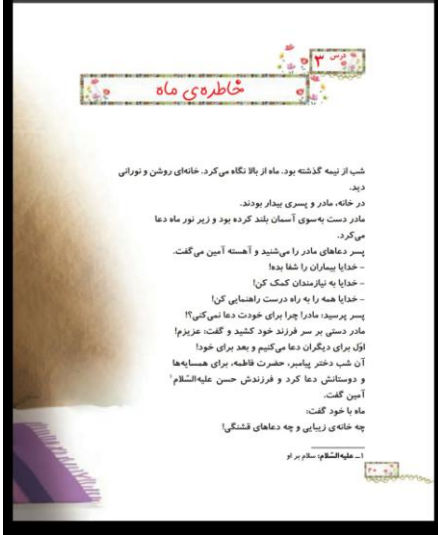 درس ۳
خاطره‌ی ماه
شب از نیمه گذشته بود. ماه از بالا نگاه می‌کرد. خانه‌ای روشن و نورانی
دید.
در خانه، مادر و پسری بیدار بودند.
مادر دست به‌سوی آسمان بلند کرده بود و زیر نور ماه دعا
می‌کرد.
پسر دعاهای مادر را می‌شنید و آهسته آمین می‌گفت.
– خدایا بیماران را شفا بده!
– خدایا به نیازمندان کمک کن!
– خدایا همه را به راه درست راهنمایی کن!
پسر پرسید: مادر! چرا برای خودت دعا نمی‌کنی؟!
مادر دستی بر سر فرزند خود کشید و گفت: عزیزم!
اوّل برای دیگران دعا می‌کنیم و بعد برای خود!
آن شب دختر پیامبر، حضرت فاطمه، برای همسایه‌ها
و دوستانش دعا کرد و فرزندش حسن علیه‌السّلام۱
آمین گفت.
ماه با خود گفت:
چه خانه‌ی زیبایی و چه دعاهای قشنگی!
۱ــ علیه‌السّلام: سلام بر او
۲۰